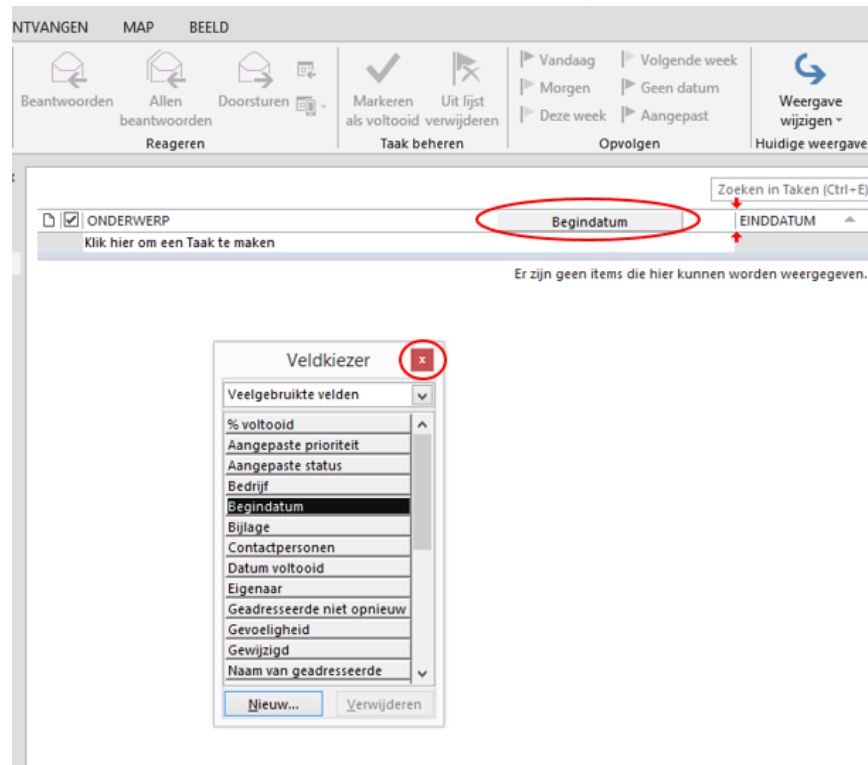 NTVANGEN MAP BEELD
Beantwoorden
Allen
beantwoorden
Doorsturen
Reageren
Markeren
als voltooid
Uit lijst
verwijderen
Taak beheren
Vandaag
Morgen
Deze week
Volgende week
Geen datum
Aangepast
Opvolgen
Weergave
wijzigen
Huidige weergave
Zoeken in Taken (Ctrl+E)
ONDERWERP Begindatum EINDDATUM
Klik hier om een Taak te maken
Er zijn geen items die hier kunnen worden weergegeven.
Veldkiezer x
Veelgebruikte velden
% voltooid
Aangepaste prioriteit
Aangepaste status
Bedrijf
Begindatum
Bijlage
Contactpersonen
Datum voltooid
Eigenaar
Geadresseerde niet opnieuw
Gevoeligheid
Gewijzigd
Naam van geadresseerde
Nieuw... Verwijderen